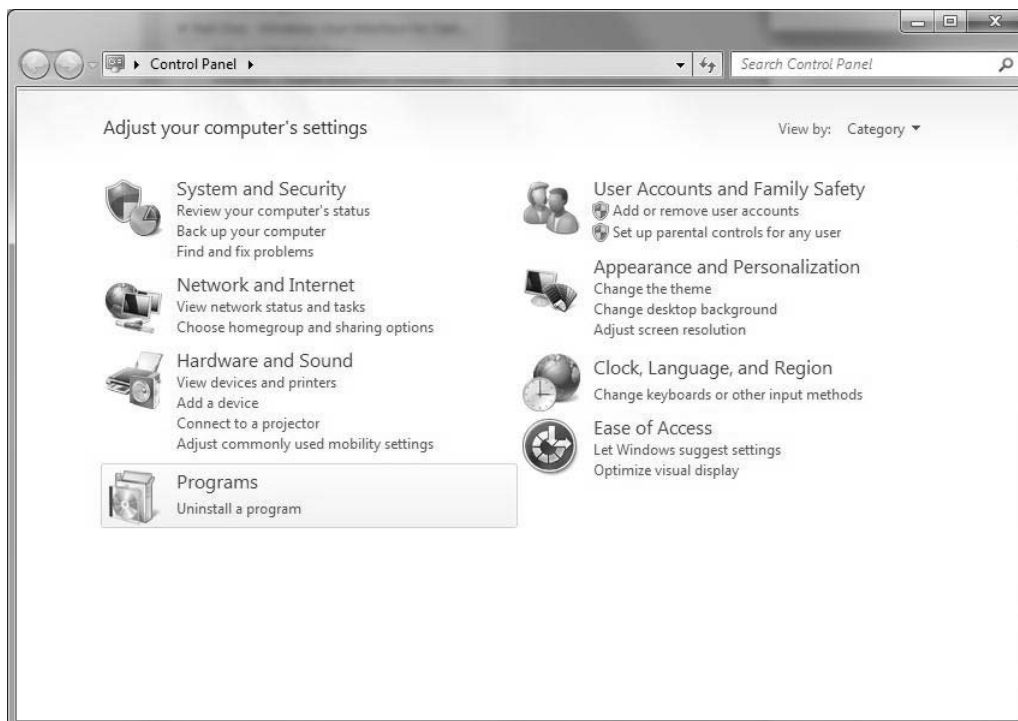 Control Panel
Search Control Panel
Adjust your computer's settings
View by: Category
System and Security
Review your computer's status
Back up your computer
Find and fix problems
Network and Internet
View network status and tasks
Choose homegroup and sharing options
Hardware and Sound
View devices and printers
Add a device
Connect to a projector
Adjust commonly used mobility settings
Programs
Uninstall a program
User Accounts and Family Safety
Add or remove user accounts
Set up parental controls for any user
Appearance and Personalization
Change the theme
Change desktop background
Adjust screen resolution
Clock, Language, and Region
Change keyboards or other input methods
Ease of Access
Let Windows suggest settings
Optimize visual display